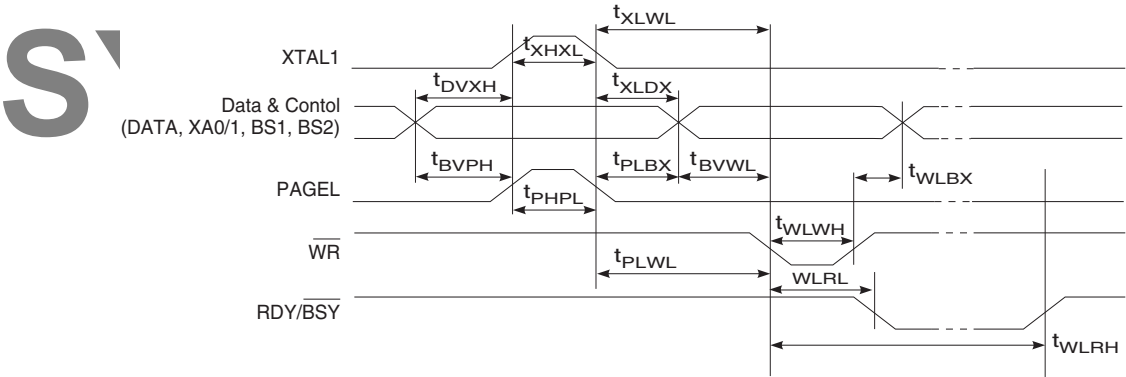 S
tXLWL
XTAL1
tXHXL
tDVXH
tXLDX
Data & Contol
(DATA, XA0/1, BS1, BS2)
tBVPH
tPLBX
tBVWL
tWLBX
PAGEL
tPHPL
tWLWH
WR
tPLWL
WLRL
RDY/BSY
tWLRH